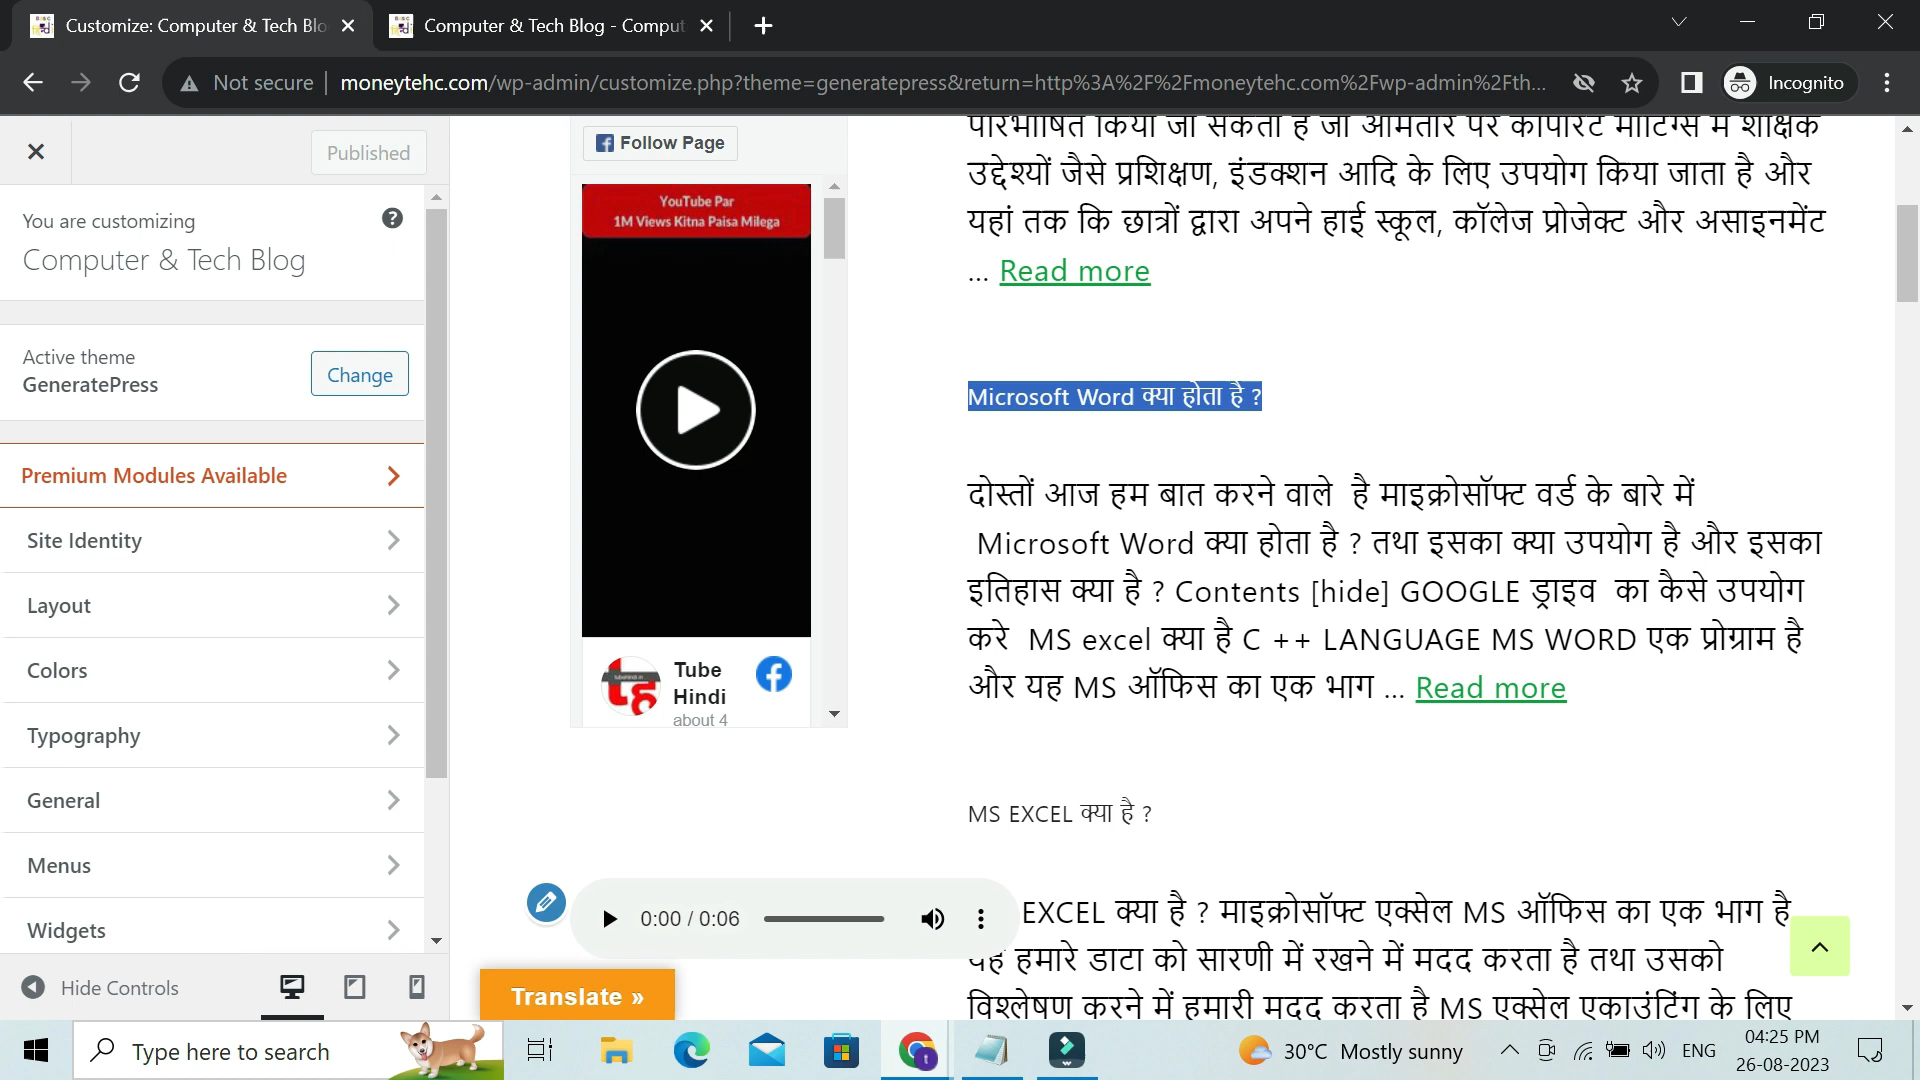 Customize: Computer & Tech Blo
Computer & Tech Blog - Comput
Not secure
moneytehc.com/wp-admin/customize.php?theme=generatepress&return=http%3A%2F%2Fmoneytehc.com%2Fwp-admin%2Fth...
Incognito
Published
You are customizing
Computer & Tech Blog
Active theme
GeneratePress
Change
Premium Modules Available
Site Identity
Layout
Colors
Typography
General
Menus
Widgets
Hide Controls
Follow Page
YouTube Par
1M Views Kitna Paisa Milega
Tube
Hindi
about 4
परिभाषित किया जा सकता है जो आमतौर पर कॉर्पोरेट मीटिंग्स में शैक्षिक
उद्देश्यों जैसे प्रशिक्षण, इंडक्शन आदि के लिए उपयोग किया जाता है और
यहां तक कि छात्रों द्वारा अपने हाई स्कूल, कॉलेज प्रोजेक्ट और असाइनमेंट
... Read more
Microsoft Word क्या होता है ?
दोस्तों आज हम बात करने वाले है माइक्रोसॉफ्ट वर्ड के बारे में
Microsoft Word क्या होता है ? तथा इसका क्या उपयोग है और इसका
इतिहास क्या है ? Contents [hide] GOOGLE ड्राइव का कैसे उपयोग
करे MS excel क्या है C ++ LANGUAGE MS WORD एक प्रोग्राम है
और यह MS ऑफिस का एक भाग ... Read more
MS EXCEL क्या है ?
EXCEL क्या है ? माइक्रोसॉफ्ट एक्सेल MS ऑफिस का एक भाग है
यह हमारे डाटा को सारणी में रखने में मदद करता है तथा उसको
विश्लेषण करने में हमारी मदद करता है MS एक्सेल एकाउंटिंग के लिए
0:00 / 0:06
Translate »
Type here to search
30°C Mostly sunny
ENG
04:25 PM
26-08-2023